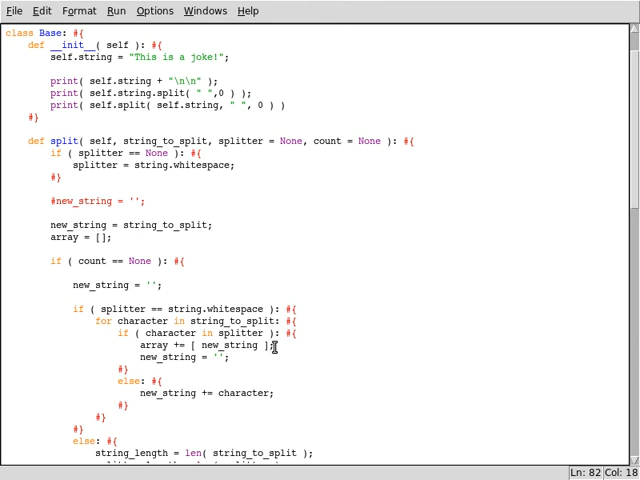 File Edit Format Run Options Windows Help
class Base: #{
    def __init__( self ): #{
        self.string = "This is a joke!";
        print( self.string + "\n\n" );
        print( self.string.split( " ",0 ) );
        print( self.split( self.string, " ", 0 ) )
    #}
    def split( self, string_to_split, splitter = None, count = None ): #{
        if ( splitter == None ): #{
            splitter = string.whitespace;
        #}
        #new_string = '';
        new_string = string_to_split;
        array = [];
        if ( count == None ): #{
            new_string = '';
            if ( splitter == string.whitespace ): #{
                for character in string_to_split: #{
                    if ( character in splitter ): #{
                        array += [ new_string ];
                        new_string = '';
                    #}
                    else: #{
                        new_string += character;
                    #}
                #}
            #}
            else: #{
                string_length = len( string_to_split );
Ln: 82 Col: 18